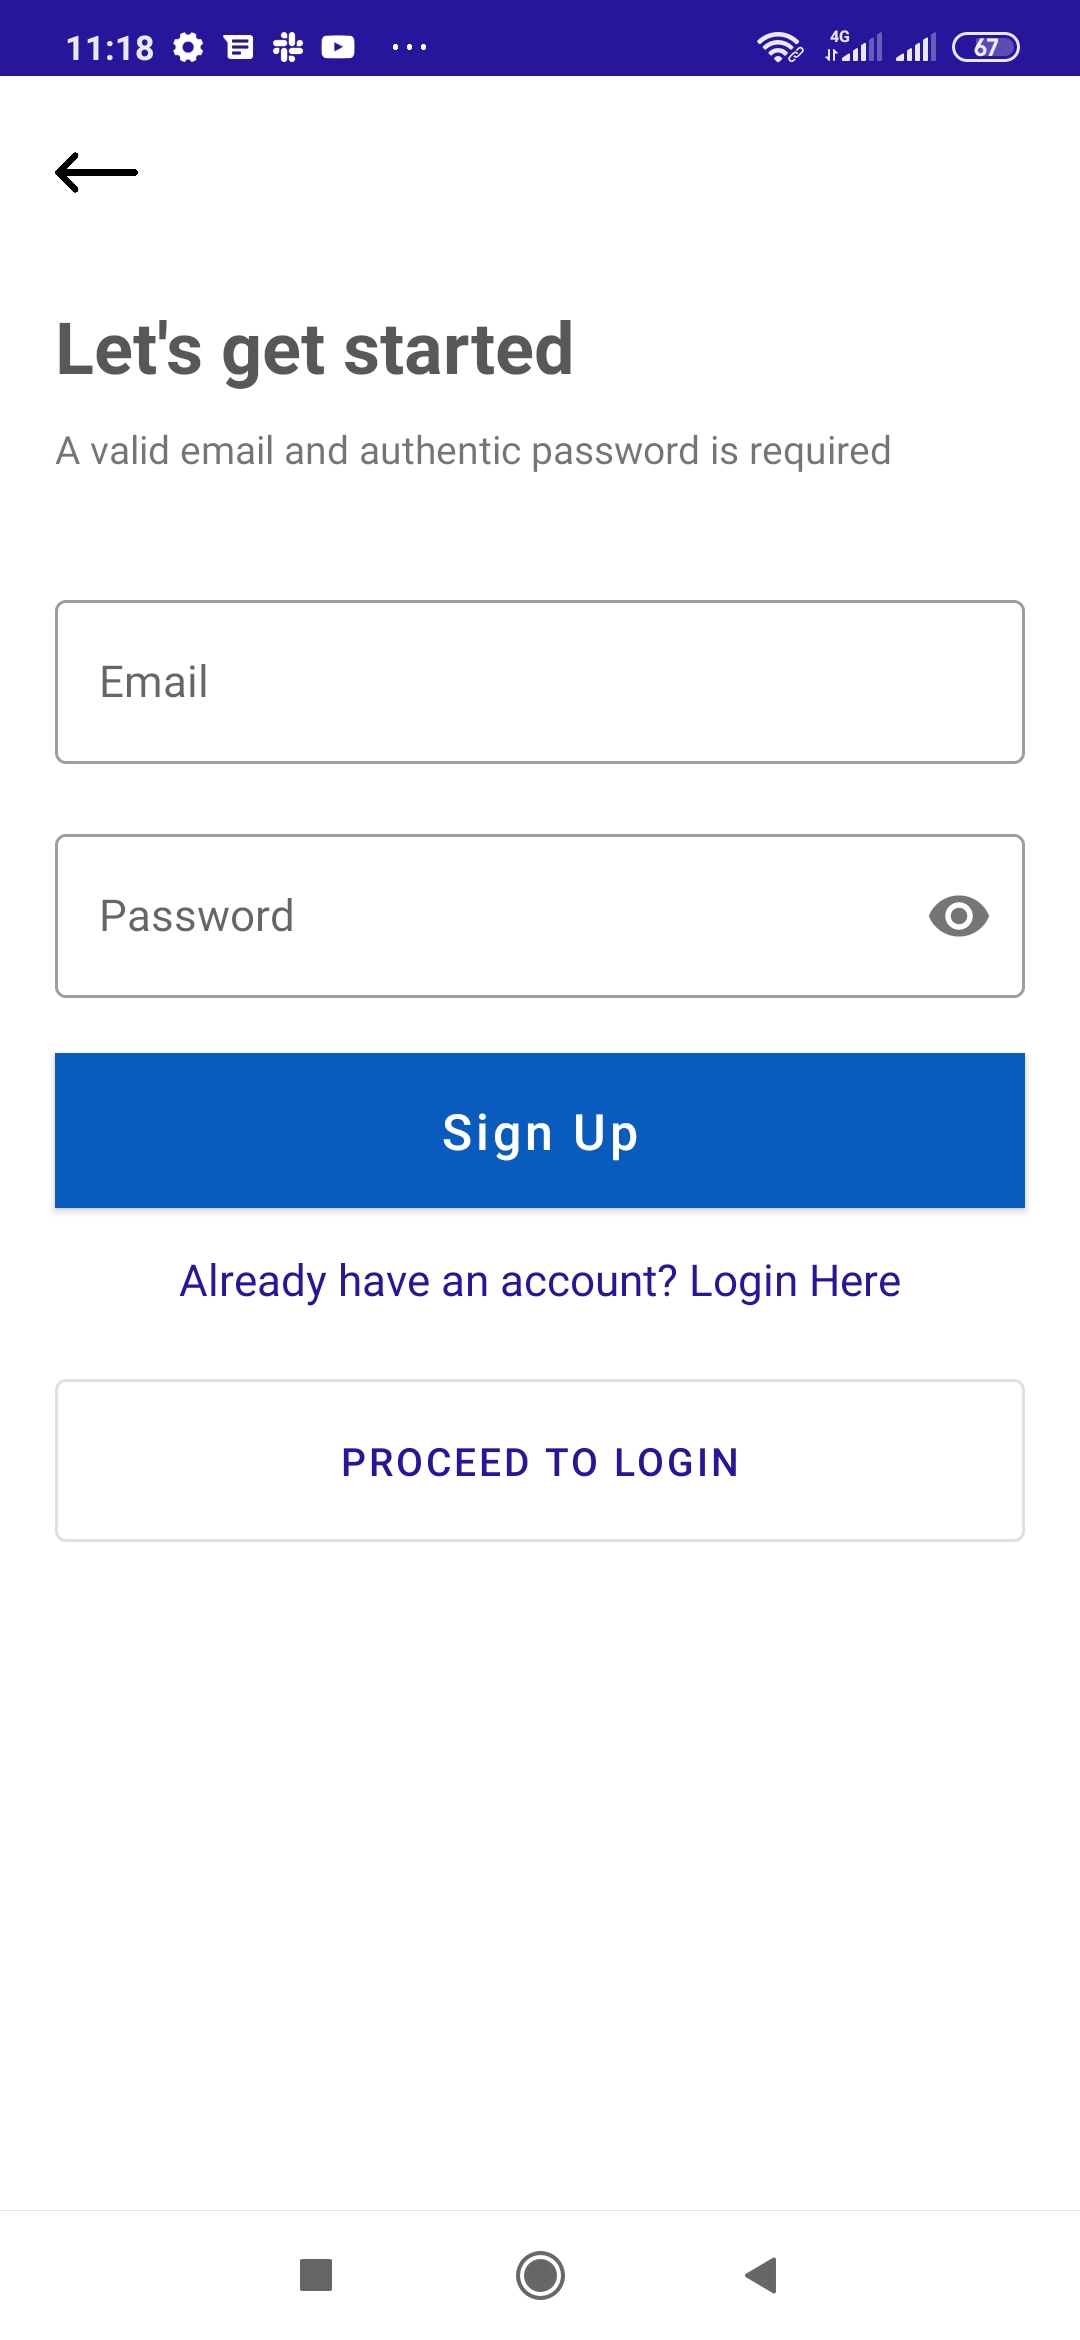 11:18 4G 67
Let's get started
A valid email and authentic password is required
Email
Password
Sign Up
Already have an account? Login Here
PROCEED TO LOGIN